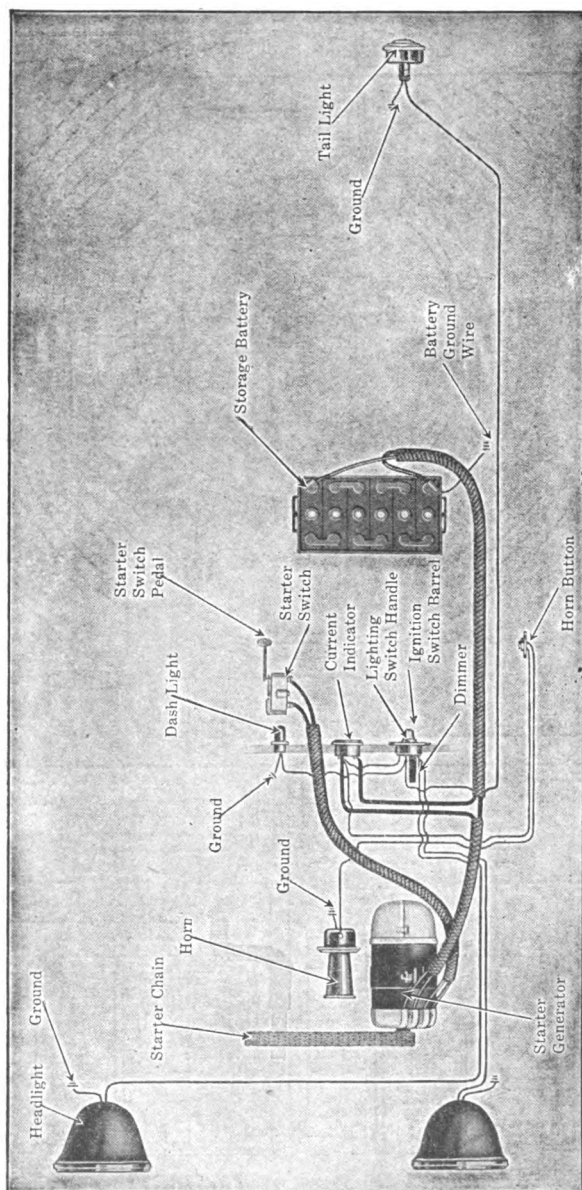 Headlight
Ground
Starter Chain
Horn
Ground
Starter
Generator
Ground
Dash Light
Starter
Switch
Pedal
Starter
Switch
Current
Indicator
Lighting
Switch Handle
Ignition
Switch Barrel
Dimmer
Horn Button
Storage Battery
Battery
Ground
Wire
Ground
Tail Light